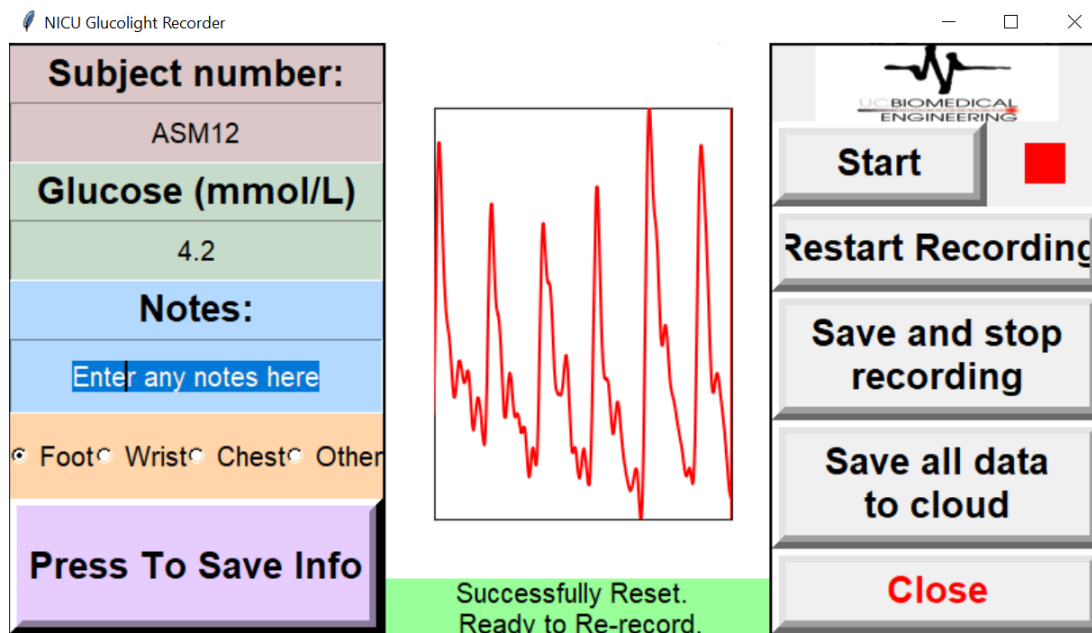 NICU Glucolight Recorder
Subject number:
ASM12
Glucose (mmol/L)
4.2
Notes:
Enter any notes here
Foot Wrist Chest Other
Press To Save Info
Successfully Reset.
Ready to Re-record.
UCBIOMEDICAL
ENGINEERING
Start
Restart Recording
Save and stop
recording
Save all data
to cloud
Close